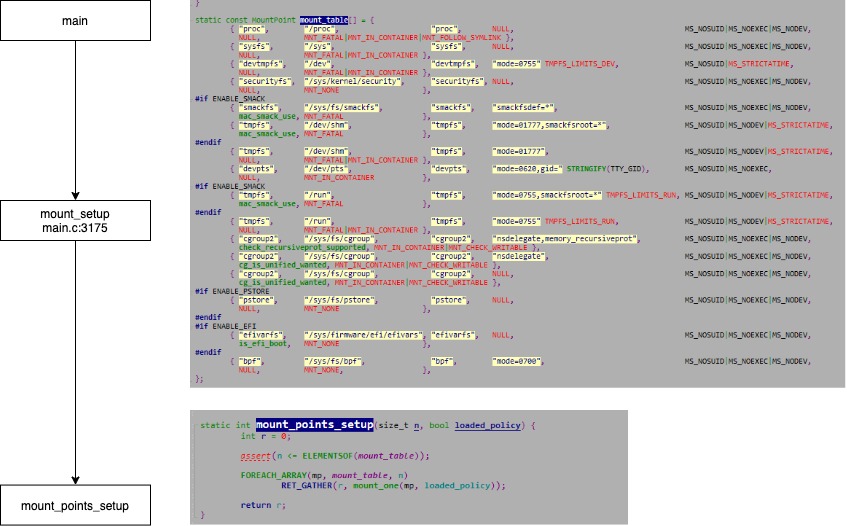 main
mount_setup
main.c:3175
mount_points_setup
}
static const MountPoint mount_table[] = {
{ "proc", "/proc", "proc", NULL, MS_NOSUID|MS_NOEXEC|MS_NODEV,
NULL, MNT_FATAL|MNT_IN_CONTAINER|MNT_FOLLOW_SYMLINK },
{ "sysfs", "/sys", "sysfs", NULL, MS_NOSUID|MS_NOEXEC|MS_NODEV,
NULL, MNT_FATAL|MNT_IN_CONTAINER },
{ "devtmpfs", "/dev", "devtmpfs", "mode=0755" TMPFS_LIMITS_DEV, MS_NOSUID|MS_STRICTATIME,
NULL, MNT_FATAL|MNT_IN_CONTAINER },
{ "securityfs", "/sys/kernel/security", "securityfs", NULL, MS_NOSUID|MS_NOEXEC|MS_NODEV,
NULL, MNT_NONE },
#if ENABLE_SMACK
{ "smackfs", "/sys/fs/smackfs", "smackfs", "smackfsdef=*", MS_NOSUID|MS_NOEXEC|MS_NODEV,
mac_smack_use, MNT_FATAL },
{ "tmpfs", "/dev/shm", "tmpfs", "mode=01777,smackfsroot=*", MS_NOSUID|MS_NODEV|MS_STRICTATIME,
mac_smack_use, MNT_FATAL },
#endif
{ "tmpfs", "/dev/shm", "tmpfs", "mode=01777", MS_NOSUID|MS_NODEV|MS_STRICTATIME,
NULL, MNT_FATAL|MNT_IN_CONTAINER },
{ "devpts", "/dev/pts", "devpts", "mode=0620,gid=" STRINGIFY(TTY_GID), MS_NOSUID|MS_NOEXEC,
NULL, MNT_IN_CONTAINER },
#if ENABLE_SMACK
{ "tmpfs", "/run", "tmpfs", "mode=0755,smackfsroot=*" TMPFS_LIMITS_RUN, MS_NOSUID|MS_NODEV|MS_STRICTATIME,
mac_smack_use, MNT_FATAL },
#endif
{ "tmpfs", "/run", "tmpfs", "mode=0755" TMPFS_LIMITS_RUN, MS_NOSUID|MS_NODEV|MS_STRICTATIME,
NULL, MNT_FATAL|MNT_IN_CONTAINER },
{ "cgroup2", "/sys/fs/cgroup", "cgroup2", "nsdelegate,memory_recursiveprot", MS_NOSUID|MS_NOEXEC|MS_NODEV,
check_recursiveprot_supported, MNT_IN_CONTAINER|MNT_CHECK_WRITABLE },
{ "cgroup2", "/sys/fs/cgroup", "cgroup2", "nsdelegate", MS_NOSUID|MS_NOEXEC|MS_NODEV,
cg_is_unified_wanted, MNT_IN_CONTAINER|MNT_CHECK_WRITABLE },
{ "cgroup2", "/sys/fs/cgroup", "cgroup2", NULL, MS_NOSUID|MS_NOEXEC|MS_NODEV,
cg_is_unified_wanted, MNT_IN_CONTAINER|MNT_CHECK_WRITABLE },
#if ENABLE_PSTORE
{ "pstore", "/sys/fs/pstore", "pstore", NULL, MS_NOSUID|MS_NOEXEC|MS_NODEV,
NULL, MNT_NONE },
#endif
#if ENABLE_EFI
{ "efivarfs", "/sys/firmware/efi/efivars", "efivarfs", NULL, MS_NOSUID|MS_NOEXEC|MS_NODEV,
is_efi_boot, MNT_NONE },
#endif
{ "bpf", "/sys/fs/bpf", "bpf", "mode=0700", MS_NOSUID|MS_NOEXEC|MS_NODEV,
NULL, MNT_NONE, },
};
static int mount_points_setup(size_t n, bool loaded_policy) {
int r = 0;
assert(n <= ELEMENTSOF(mount_table));
FOREACH_ARRAY(mp, mount_table, n)
RET_GATHER(r, mount_one(mp, loaded_policy));
return r;
}